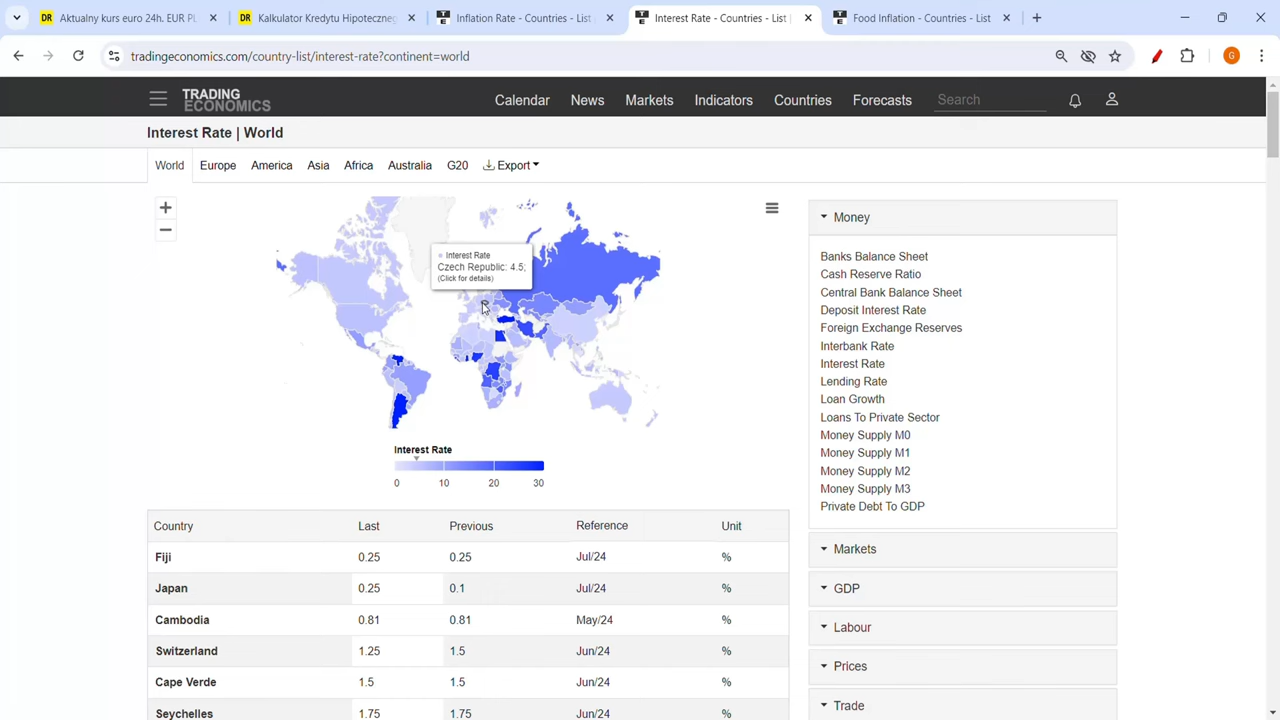 Aktualny kurs euro 24h. EUR PL
Kalkulator Kredytu Hipoteczneg
Inflation Rate - Countries - List
Interest Rate - Countries - List
Food Inflation - Countries - List
tradingeconomics.com/country-list/interest-rate?continent=world
G
TRADING
ECONOMICS
Calendar News Markets Indicators Countries Forecasts Search
Interest Rate | World
World Europe America Asia Africa Australia G20 Export
+
−
Interest Rate
Czech Republic: 4.5;
(Click for details)
Interest Rate
0 10 20 30
Country Last Previous Reference Unit
Fiji 0.25 0.25 Jul/24 %
Japan 0.25 0.1 Jul/24 %
Cambodia 0.81 0.81 May/24 %
Switzerland 1.25 1.5 Jun/24 %
Cape Verde 1.5 1.5 Jun/24 %
Seychelles 1.75 1.75 Jun/24 %
Money
Banks Balance Sheet
Cash Reserve Ratio
Central Bank Balance Sheet
Deposit Interest Rate
Foreign Exchange Reserves
Interbank Rate
Interest Rate
Lending Rate
Loan Growth
Loans To Private Sector
Money Supply M0
Money Supply M1
Money Supply M2
Money Supply M3
Private Debt To GDP
Markets
GDP
Labour
Prices
Trade